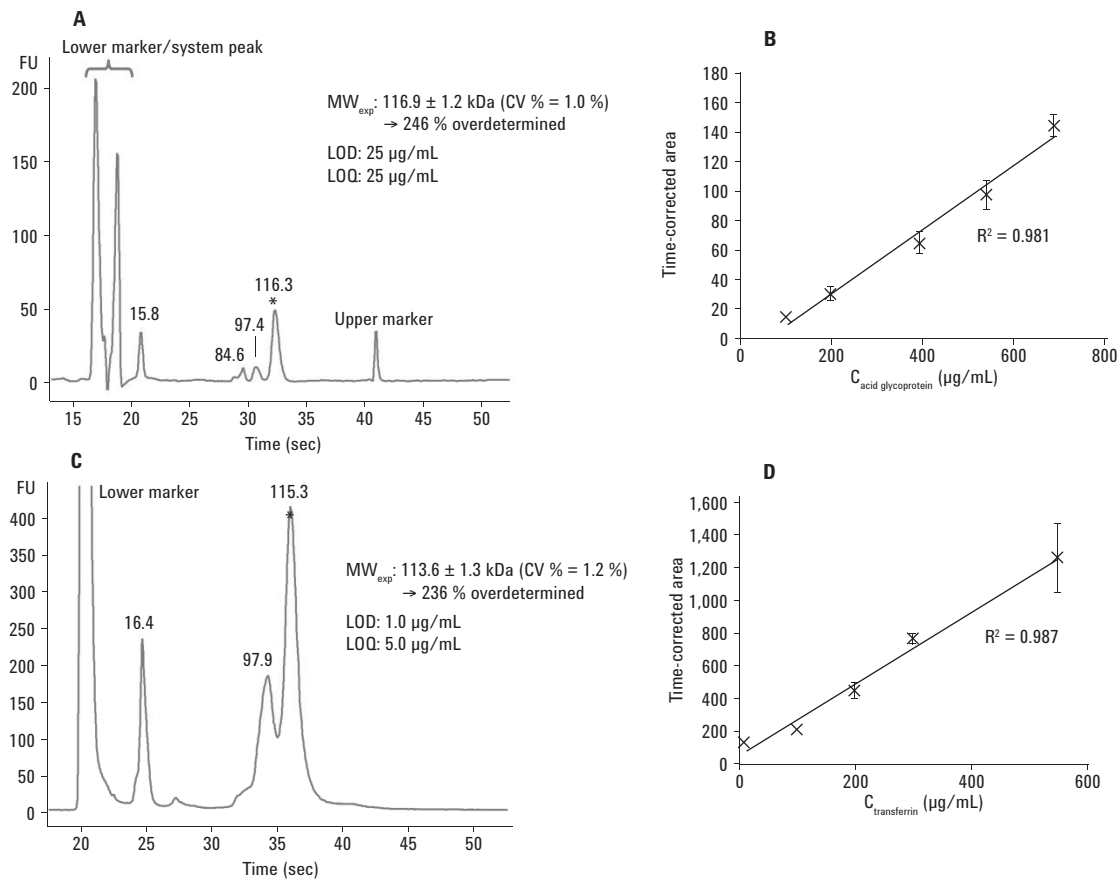 A
Lower marker/system peak
FU
200
150
100
50
0
15.8
84.6
97.4
116.3
*
Upper marker
MWexp: 116.9 ± 1.2 kDa (CV % = 1.0 %)
→ 246 % overdetermined
LOD: 25 µg/mL
LOQ: 25 µg/mL
15 20 25 30 35 40 45 50
Time (sec)
B
Time-corrected area
180
160
140
120
100
80
60
40
20
0
R² = 0.981
0 200 400 600 800
Cacid glycoprotein (µg/mL)
C
FU
Lower marker
400
350
300
250
200
150
100
50
0
16.4
97.9
115.3
*
MWexp: 113.6 ± 1.3 kDa (CV % = 1.2 %)
→ 236 % overdetermined
LOD: 1.0 µg/mL
LOQ: 5.0 µg/mL
20 25 30 35 40 45 50
Time (sec)
D
Time-corrected area
1,600
1,400
1,200
1,000
800
600
400
200
0
R² = 0.987
0 200 400 600
Ctransferrin (µg/mL)